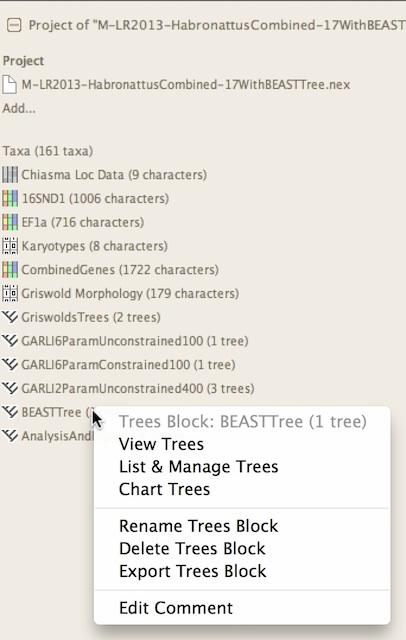 Project of "M-LR2013-HabronattusCombined-17WithBEAST
Project
M-LR2013-HabronattusCombined-17WithBEASTTree.nex
Add...
Taxa (161 taxa)
Chiasma Loc Data (9 characters)
16SND1 (1006 characters)
EF1a (716 characters)
Karyotypes (8 characters)
CombinedGenes (1722 characters)
Griswold Morphology (179 characters)
GriswoldsTrees (2 trees)
GARLI6ParamUnconstrained100 (1 tree)
GARLI6ParamConstrained100 (1 tree)
GARLI2ParamUnconstrained400 (3 trees)
BEASTTree (
Trees Block: BEASTTree (1 tree)
View Trees
List & Manage Trees
Chart Trees
Rename Trees Block
Delete Trees Block
Export Trees Block
Edit Comment